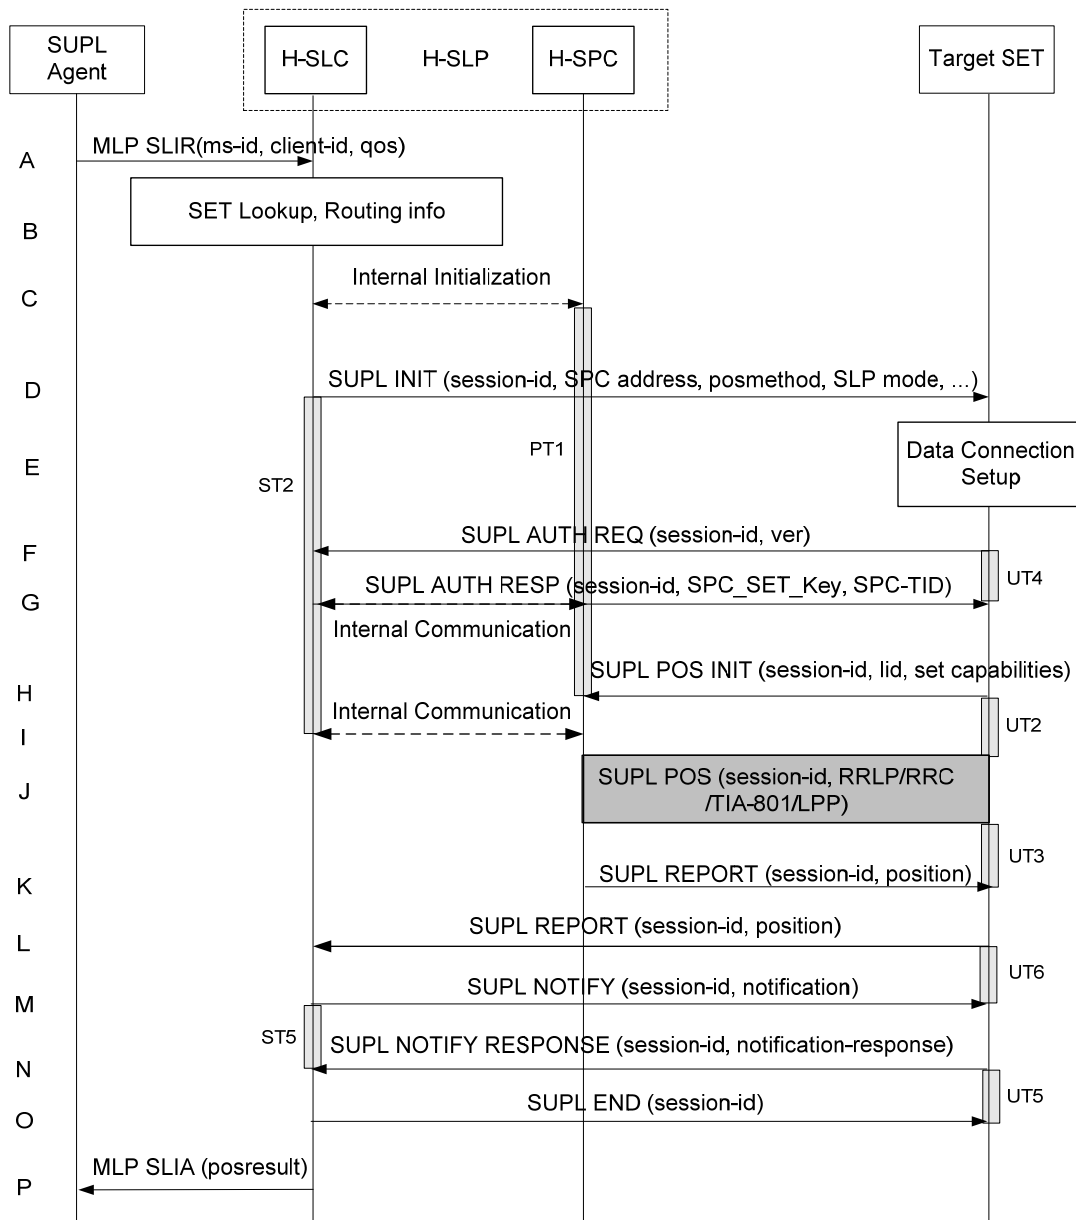 SUPL
Agent
H-SLC
H-SLP
H-SPC
Target SET
A
MLP SLIR(ms-id, client-id, qos)
B
SET Lookup, Routing info
C
Internal Initialization
D
SUPL INIT (session-id, SPC address, posmethod, SLP mode, ...)
PT1
Data Connection
Setup
E
ST2
F
SUPL AUTH REQ (session-id, ver)
UT4
G
SUPL AUTH RESP (session-id, SPC_SET_Key, SPC-TID)
Internal Communication
H
SUPL POS INIT (session-id, lid, set capabilities)
Internal Communication
UT2
I
J
SUPL POS (session-id, RRLP/RRC
/TIA-801/LPP)
UT3
K
SUPL REPORT (session-id, position)
L
SUPL REPORT (session-id, position)
UT6
M
SUPL NOTIFY (session-id, notification)
ST5
SUPL NOTIFY RESPONSE (session-id, notification-response)
N
UT5
O
SUPL END (session-id)
P
MLP SLIA (posresult)